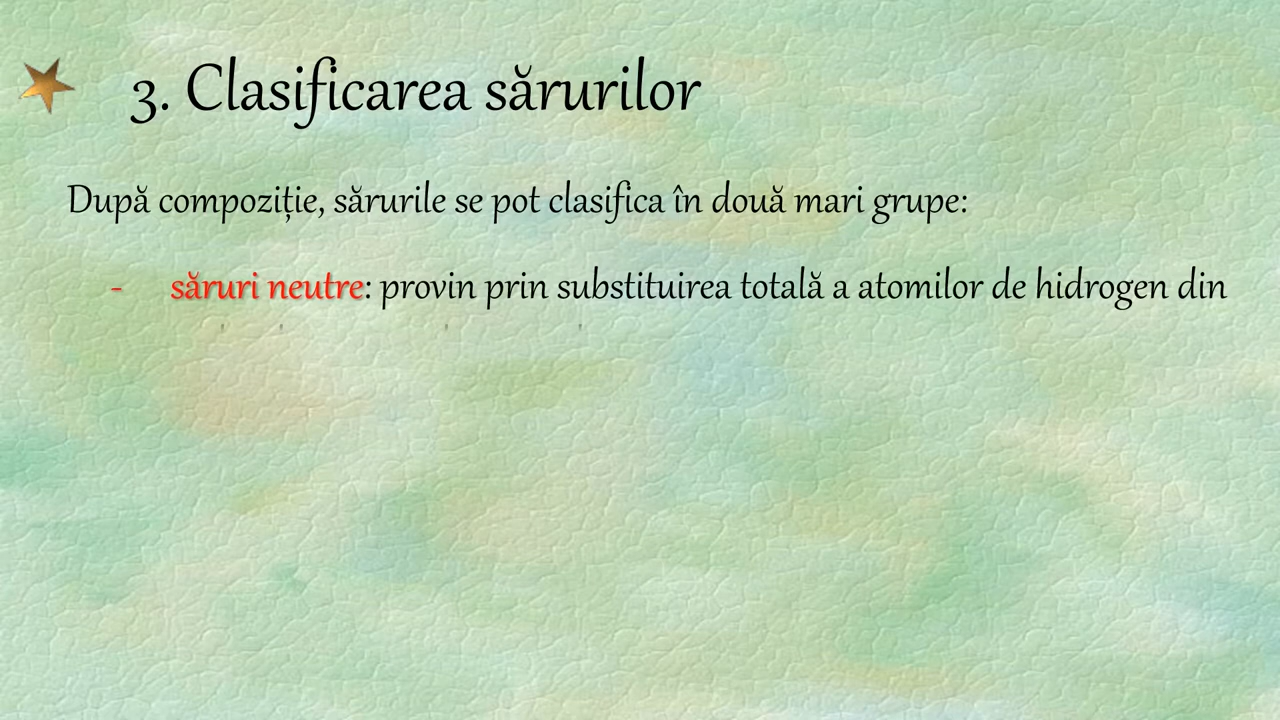 3. Clasificarea sărurilor
După compoziție, sărurile se pot clasifica în două mari grupe:
- săruri neutre: provin prin substituirea totală a atomilor de hidrogen din